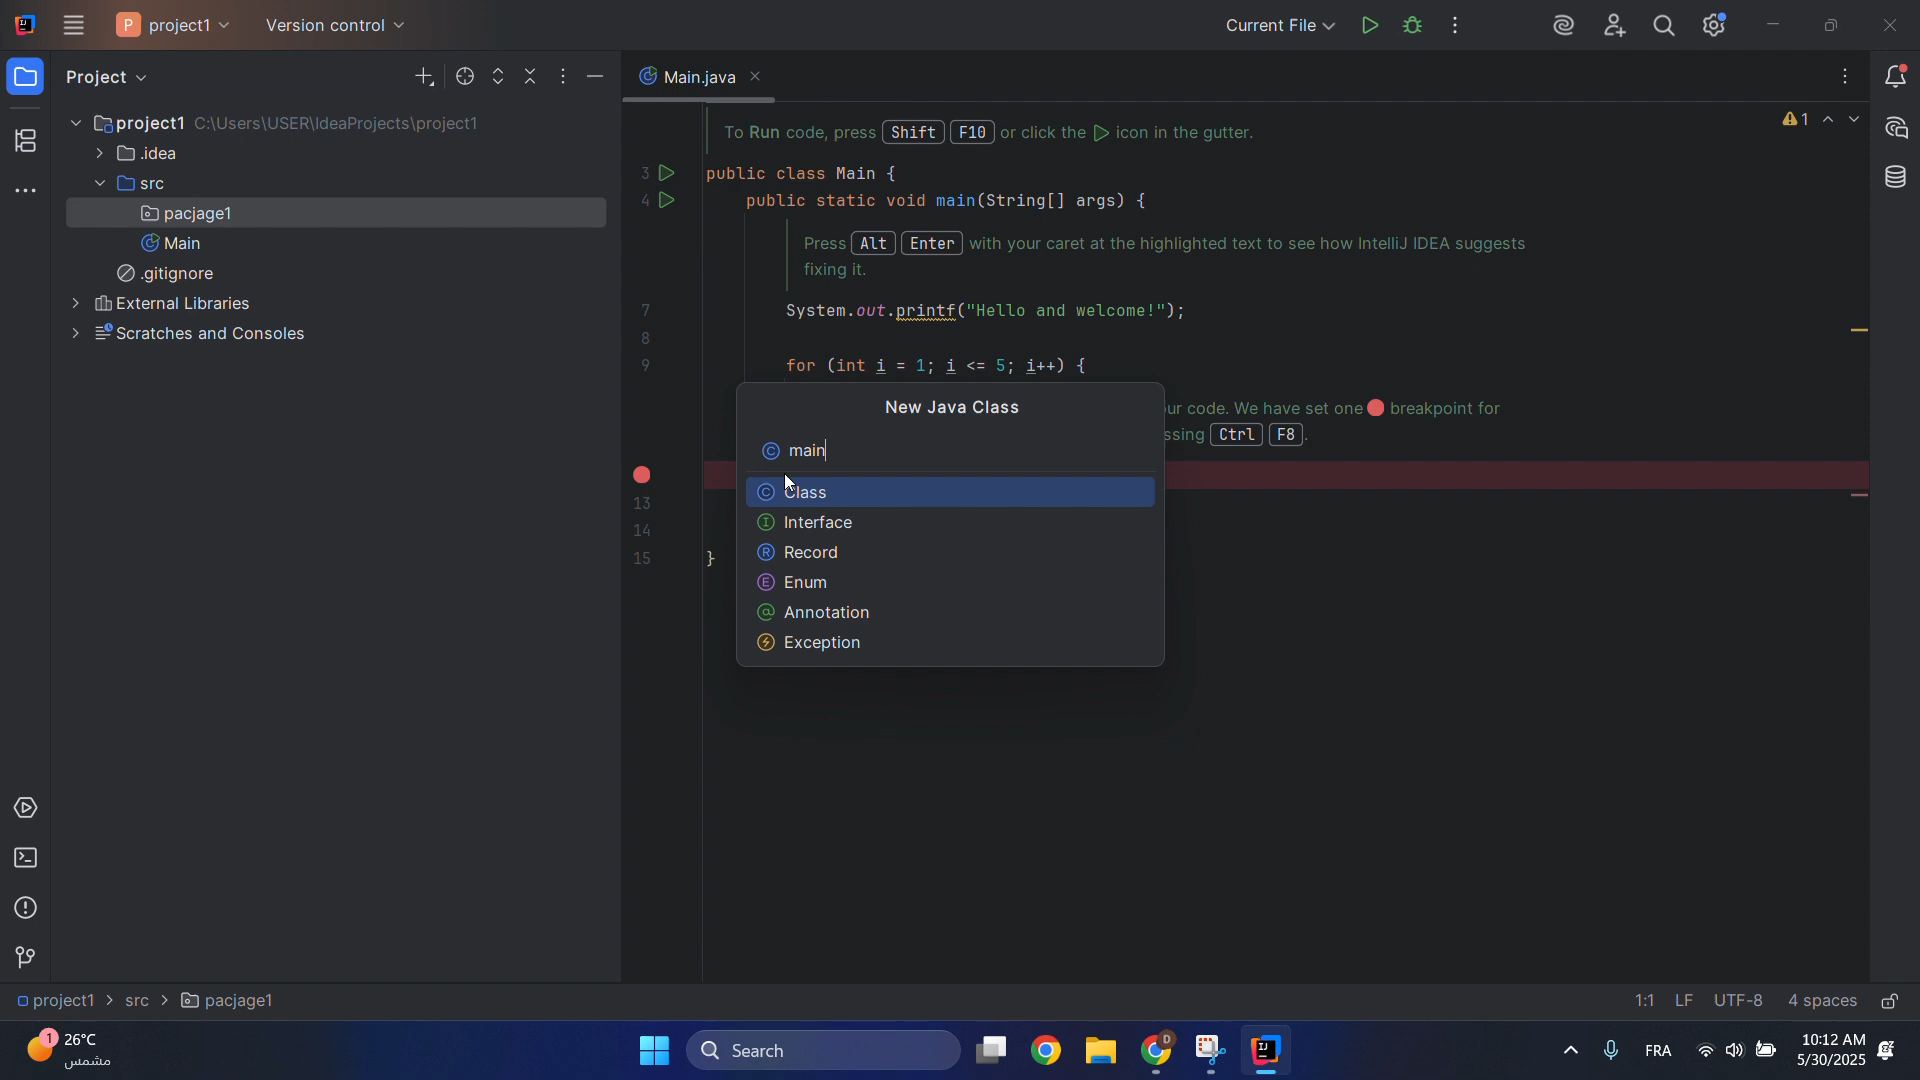 P project1
Version control
Current File
Project
project1 C:\Users\USER\IdeaProjects\project1
.idea
src
pacjage1
Main
.gitignore
External Libraries
Scratches and Consoles
Main.java
1
To Run code, press Shift F10 or click the icon in the gutter.
3 public class Main {
4 public static void main(String[] args) {
Press Alt Enter with your caret at the highlighted text to see how IntelliJ IDEA suggests
fixing it.
7 System.out.printf("Hello and welcome!");
8
9 for (int i = 1; i <= 5; i++) {
ur code. We have set one breakpoint for
ssing Ctrl F8.
13
14
15 }
New Java Class
C main
C Class
I Interface
R Record
E Enum
@ Annotation
Exception
project1 > src > pacjage1
1:1 LF UTF-8 4 spaces
1 26°C
مشمس
Search
D
FRA
10:12 AM
5/30/2025